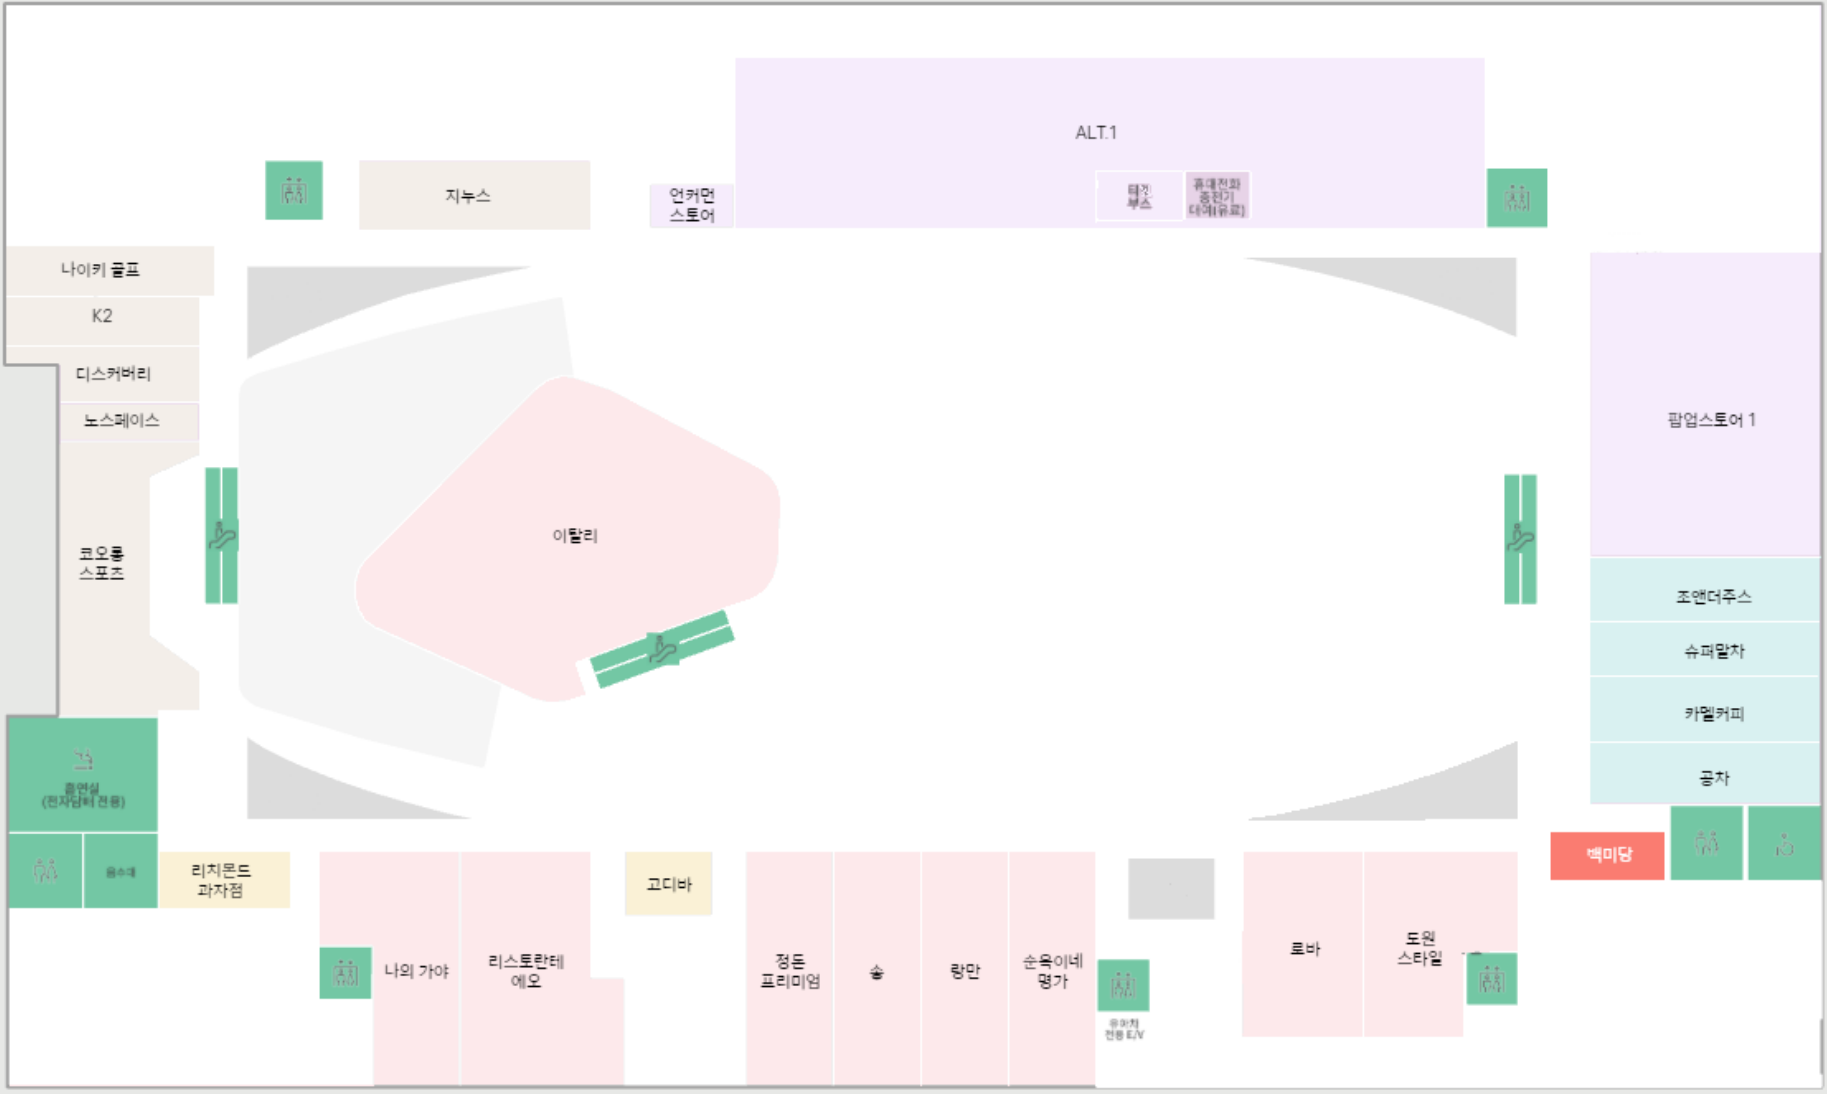 ALT.1
지누스
언커먼
스토어
티켓
부스
휴대전화
충전기
대여(유료)
나이키 골프
K2
디스커버리
노스페이스
코오롱
스포츠
이탈리
팝업스토어 1
조앤더주스
슈퍼말차
카멜커피
공차
흡연실
(전자담배 전용)
음수대
리치몬드
과자점
고디바
백미당
나의 가야
리스토란테
에오
정돈
프리미엄
송
랑만
순옥이네
명가
유아차
전용 E/V
로바
도원
스타일